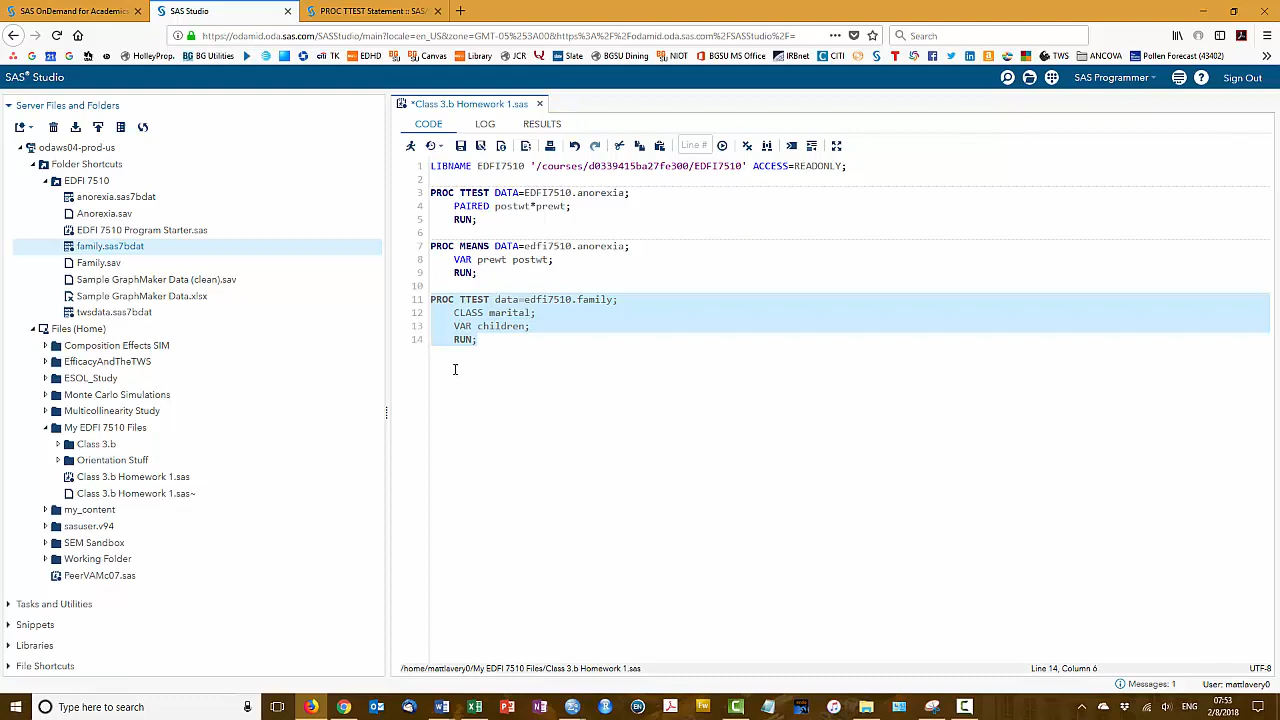 SAS OnDemand for Academics
SAS Studio
PROC TTEST Statement :: SAS/
https://odamid.oda.sas.com/SASStudio/main?locale=en_US&zone=GMT-05%253A00&https%3A%2F%2Fodamid.oda.sas.com%2FSASStudio%2F=
Search
HolleyProp.
BG Utilities
TK
EDHD
Canvas
Library
JCR
Slate
BGSU Dining
NIOT
IRBnet
CITI
BGSU MS Office
TWS
ANCOVA
Pollen Forecast (43402)
SAS® Studio
SAS Programmer
Sign Out
Server Files and Folders
odaws04-prod-us
Folder Shortcuts
EDFI 7510
anorexia.sas7bdat
Anorexia.sav
EDFI 7510 Program Starter.sas
family.sas7bdat
Family.sav
Sample GraphMaker Data (clean).sav
Sample GraphMaker Data.xlsx
twsdata.sas7bdat
Files (Home)
Composition Effects SIM
EfficacyAndTheTWS
ESOL_Study
Monte Carlo Simulations
Multicollinearity Study
My EDFI 7510 Files
Class 3.b
Orientation Stuff
Class 3.b Homework 1.sas
Class 3.b Homework 1.sas~
my_content
sasuser.v94
SEM Sandbox
Working Folder
PeerVAMc07.sas
Tasks and Utilities
Snippets
Libraries
File Shortcuts
*Class 3.b Homework 1.sas
CODE LOG RESULTS
Line #
1 LIBNAME EDFI7510 '/courses/d0339415ba27fe300/EDFI7510' ACCESS=READONLY;
2
3 PROC TTEST DATA=EDFI7510.anorexia;
4 PAIRED postwt*prewt;
5 RUN;
6
7 PROC MEANS DATA=edfi7510.anorexia;
8 VAR prewt postwt;
9 RUN;
10
11 PROC TTEST data=edfi7510.family;
12 CLASS marital;
13 VAR children;
14 RUN;
/home/mattlavery0/My EDFI 7510 Files/Class 3.b Homework 1.sas
Line 14, Column 6
UTF-8
Messages: 1
User: mattlavery0
Type here to search
07:53
2/8/2018